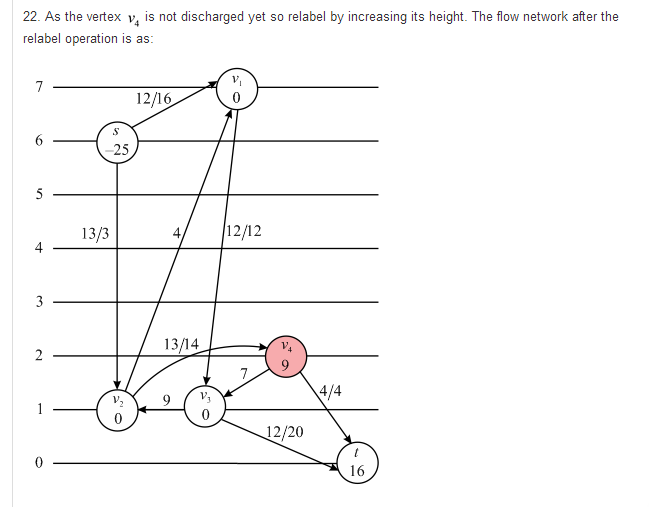 22. As the vertex v4 is not discharged yet so relabel by increasing its height. The flow network after the
relabel operation is as:
7
12/16
v1
0
6
s
–25
5
13/3
4
12/12
4
3
13/14
v4
9
2
7
4/4
v2
0
9
v3
0
1
12/20
t
16
0